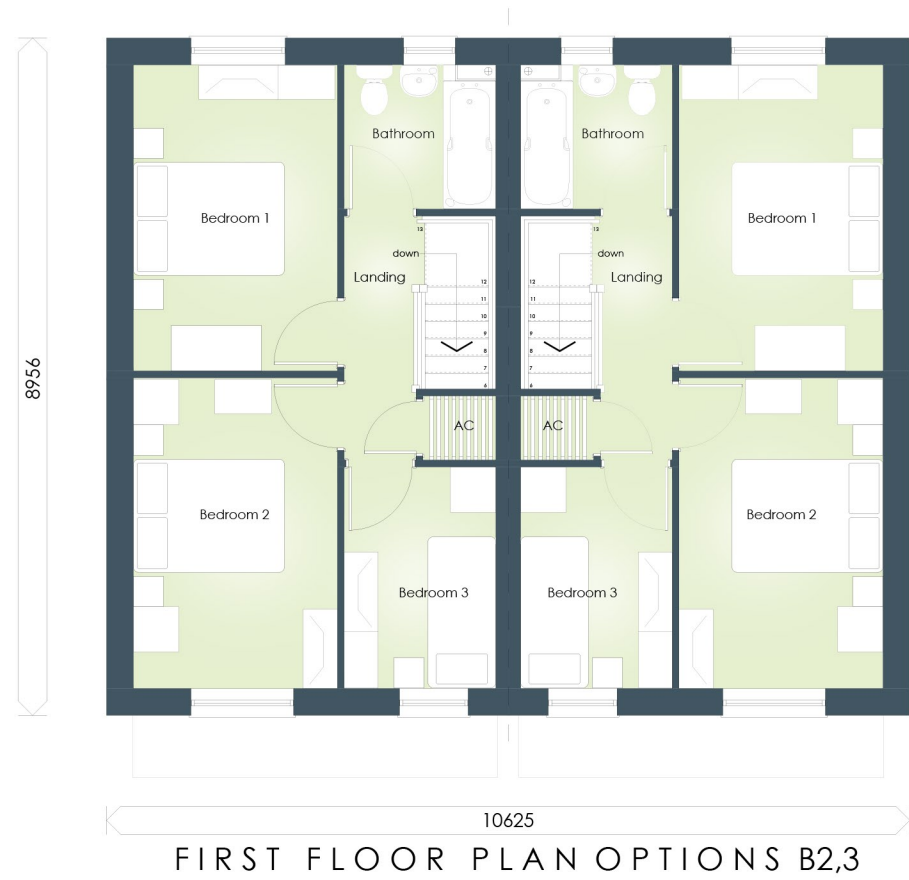 Bathroom
Bathroom
Bedroom 1
Bedroom 1
13
13
down
down
Landing
Landing
12
12
11
11
10
10
9
9
8
8
7
7
6
6
8956
AC
AC
Bedroom 2
Bedroom 2
Bedroom 3
Bedroom 3
10625
FIRST FLOOR PLAN OPTIONS B2,3